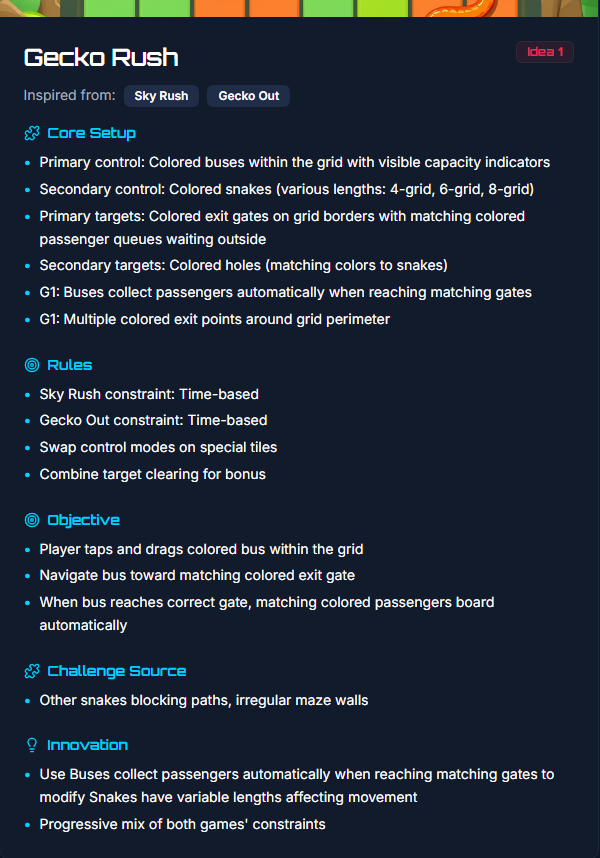 Gecko Rush
Idea 1
Inspired from: Sky Rush Gecko Out
Core Setup
• Primary control: Colored buses within the grid with visible capacity indicators
• Secondary control: Colored snakes (various lengths: 4-grid, 6-grid, 8-grid)
• Primary targets: Colored exit gates on grid borders with matching colored
passenger queues waiting outside
• Secondary targets: Colored holes (matching colors to snakes)
• G1: Buses collect passengers automatically when reaching matching gates
• G1: Multiple colored exit points around grid perimeter
Rules
• Sky Rush constraint: Time-based
• Gecko Out constraint: Time-based
• Swap control modes on special tiles
• Combine target clearing for bonus
Objective
• Player taps and drags colored bus within the grid
• Navigate bus toward matching colored exit gate
• When bus reaches correct gate, matching colored passengers board
automatically
Challenge Source
• Other snakes blocking paths, irregular maze walls
Innovation
• Use Buses collect passengers automatically when reaching matching gates to
modify Snakes have variable lengths affecting movement
• Progressive mix of both games' constraints